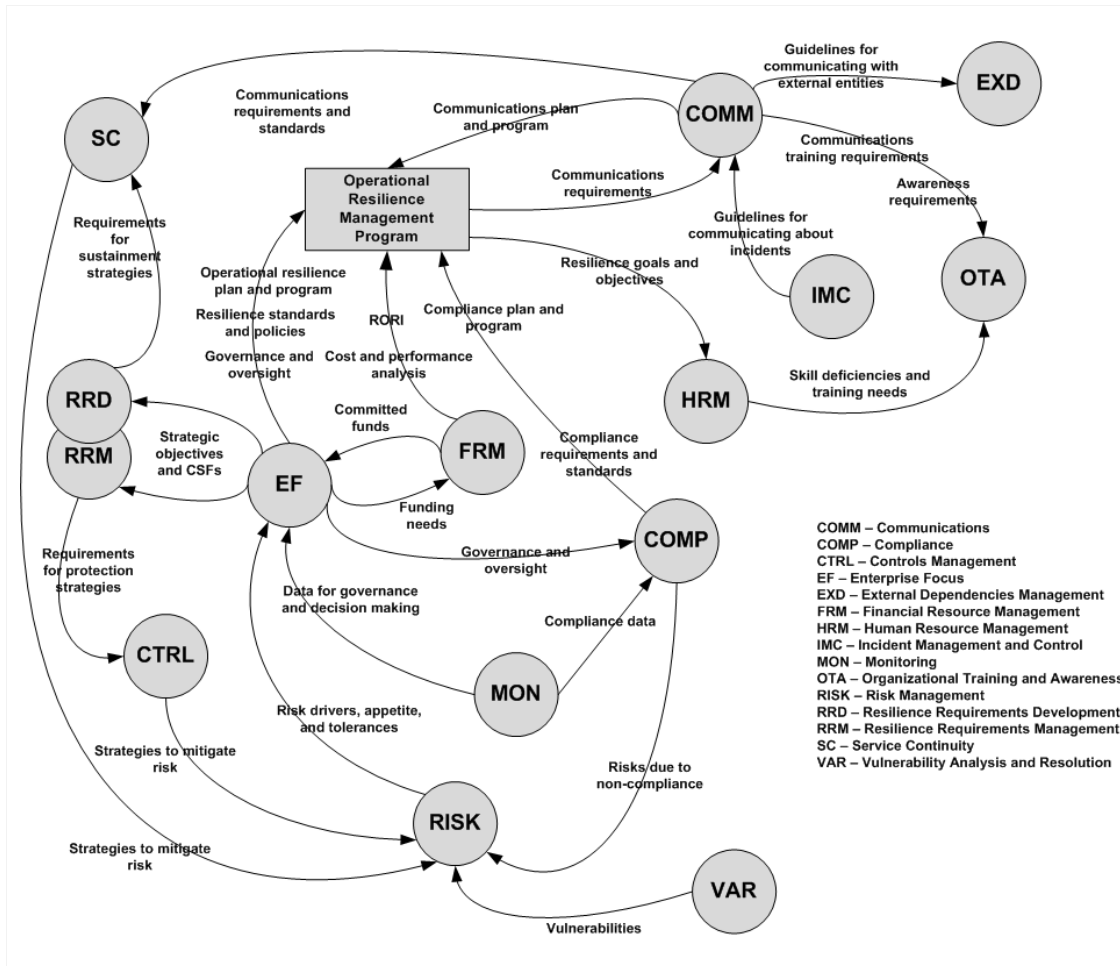 Guidelines for
communicating with
external entities
EXD
COMM
SC
Communications
requirements and
standards
Communications plan
and program
Communications
training requirements
Operational
Resilience
Management
Program
Communications
requirements
Awareness
requirements
Requirements
for
sustainment
strategies
Guidelines for
communicating about
incidents
Operational resilience
plan and program
Resilience goals and
objectives
IMC
OTA
Resilience standards
and policies
RORI
Compliance plan and
program
Governance and
oversight
Cost and performance
analysis
Skill deficiencies and
training needs
RRD
HRM
Committed
funds
RRM
Strategic
objectives
and CSFs
EF
FRM
Compliance
requirements and
standards
Funding
needs
COMP
Requirements
for protection
strategies
Governance and
oversight
Data for governance
and decision making
Compliance data
CTRL
MON
Risk drivers, appetite,
and tolerances
Strategies to mitigate
risk
Risks due to
non-compliance
RISK
Strategies to mitigate
risk
VAR
Vulnerabilities
COMM – Communications
COMP – Compliance
CTRL – Controls Management
EF – Enterprise Focus
EXD – External Dependencies Management
FRM – Financial Resource Management
HRM – Human Resource Management
IMC – Incident Management and Control
MON – Monitoring
OTA – Organizational Training and Awareness
RISK – Risk Management
RRD – Resilience Requirements Development
RRM – Resilience Requirements Management
SC – Service Continuity
VAR – Vulnerability Analysis and Resolution